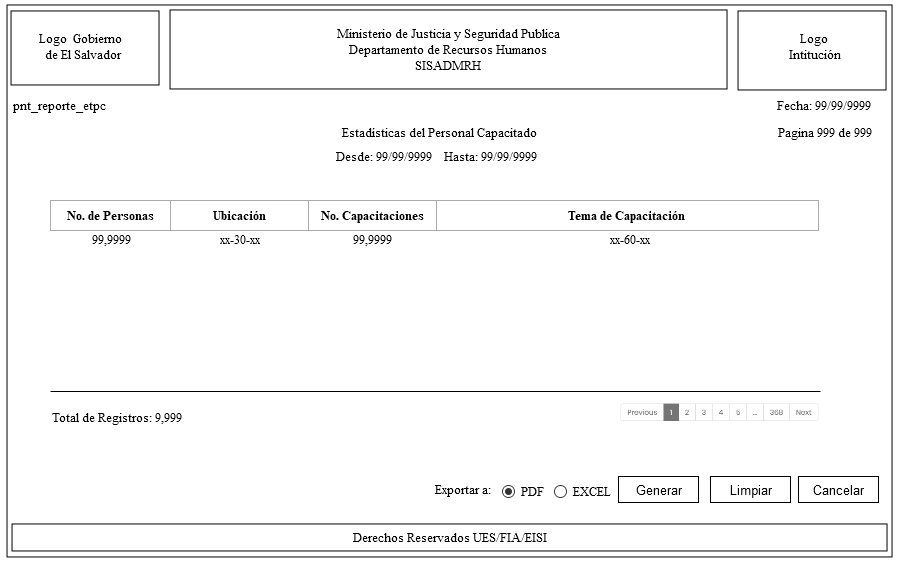 Logo Gobierno
de El Salvador
Ministerio de Justicia y Seguridad Publica
Departamento de Recursos Humanos
SISADMRH
Logo
Intitución
pnt_reporte_etpc
Fecha: 99/99/9999
Estadísticas del Personal Capacitado
Pagina 999 de 999
Desde: 99/99/9999 Hasta: 99/99/9999
No. de Personas Ubicación No. Capacitaciones Tema de Capacitación
99,9999 xx-30-xx 99,9999 xx-60-xx
Total de Registros: 9,999
Previous 1 2 3 4 5 ... 368 Next
Exportar a: PDF EXCEL Generar Limpiar Cancelar
Derechos Reservados UES/FIA/EISI